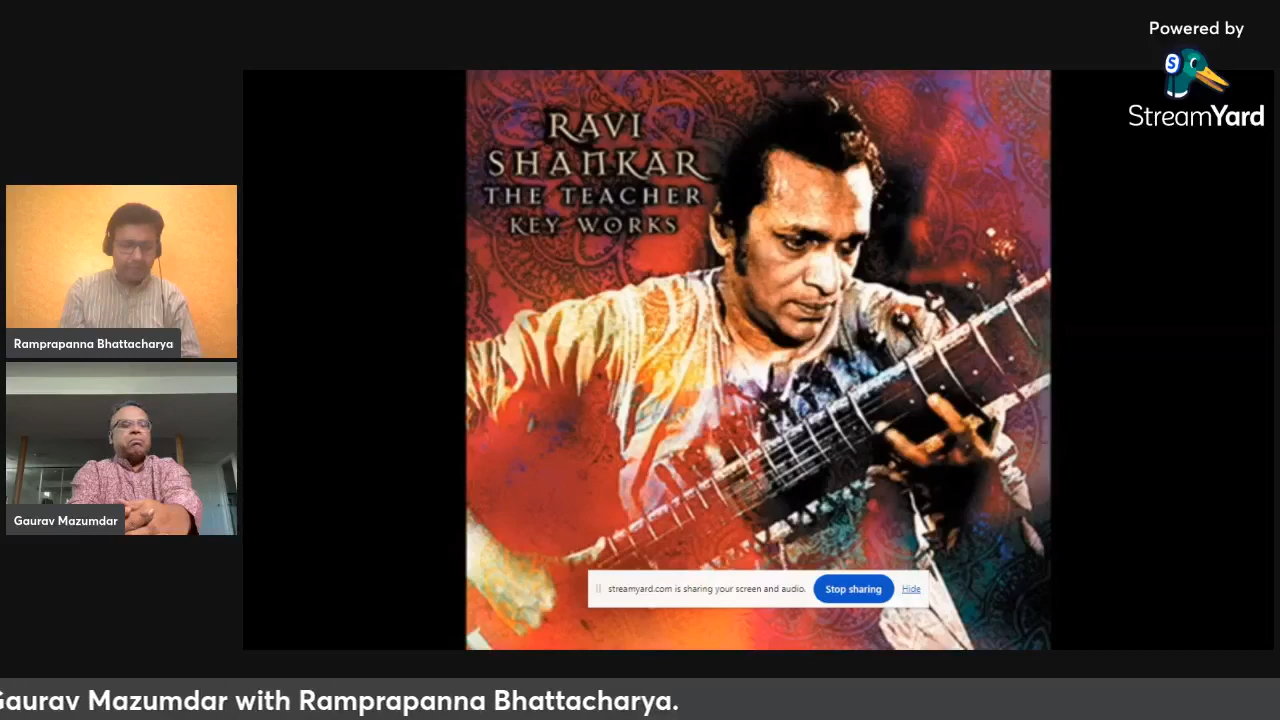 Powered by
StreamYard
RAVI
SHANKAR
THE TEACHER
KEY WORKS
Ramprapanna Bhattacharya
Gaurav Mazumdar
streamyard.com is sharing your screen and audio.
Stop sharing
Hide
Gaurav Mazumdar with Ramprapanna Bhattacharya.